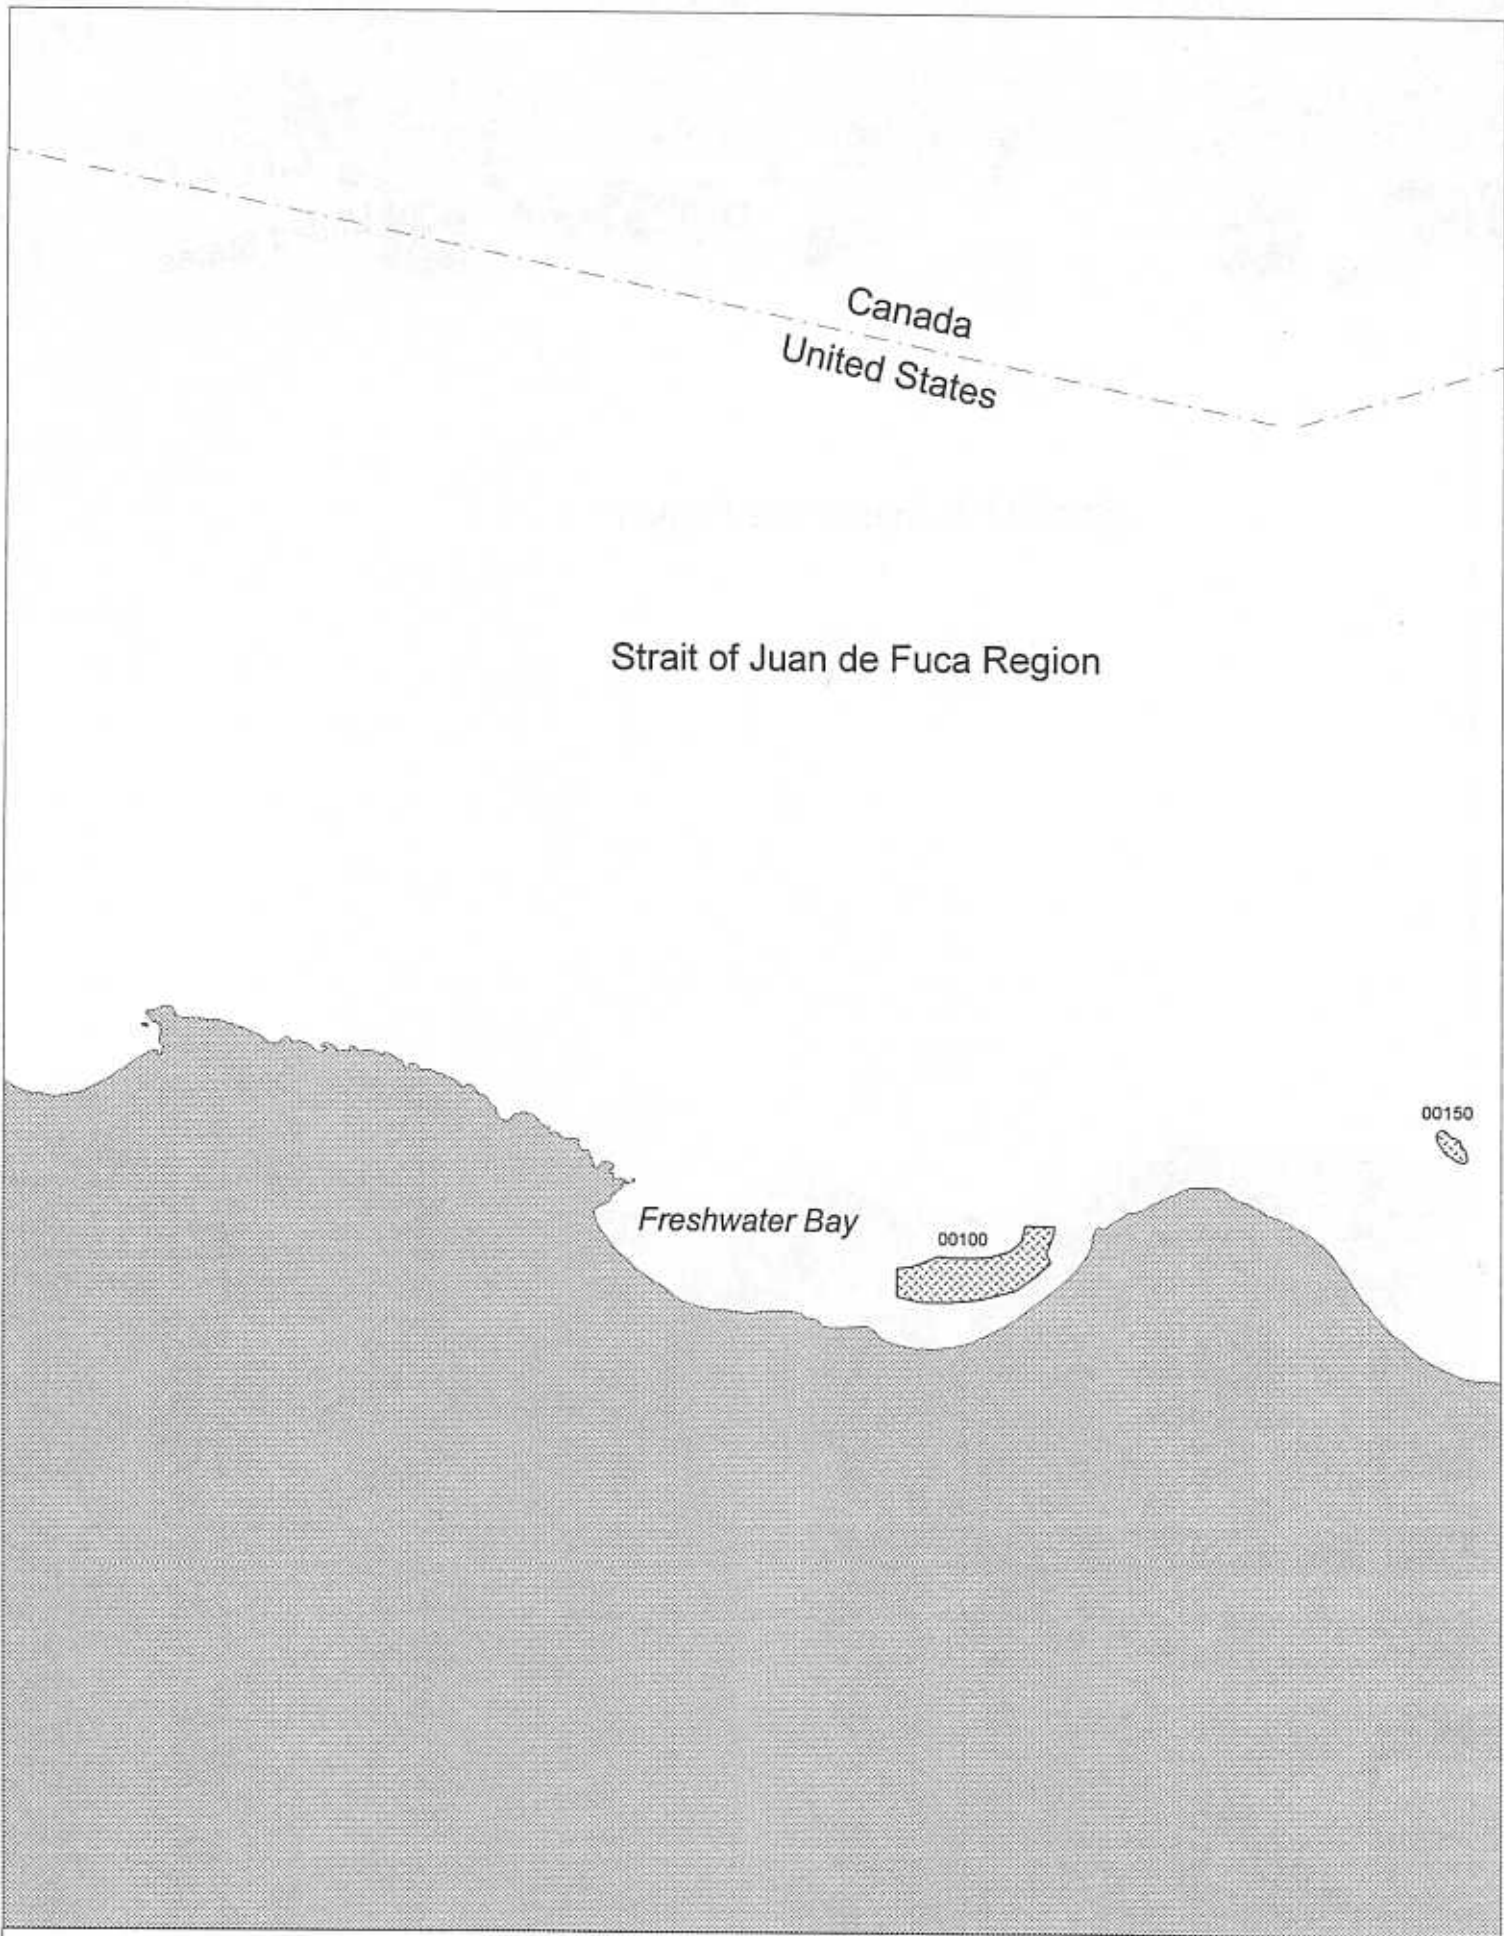 Canada
United States
Strait of Juan de Fuca Region
00150
Freshwater Bay
00100